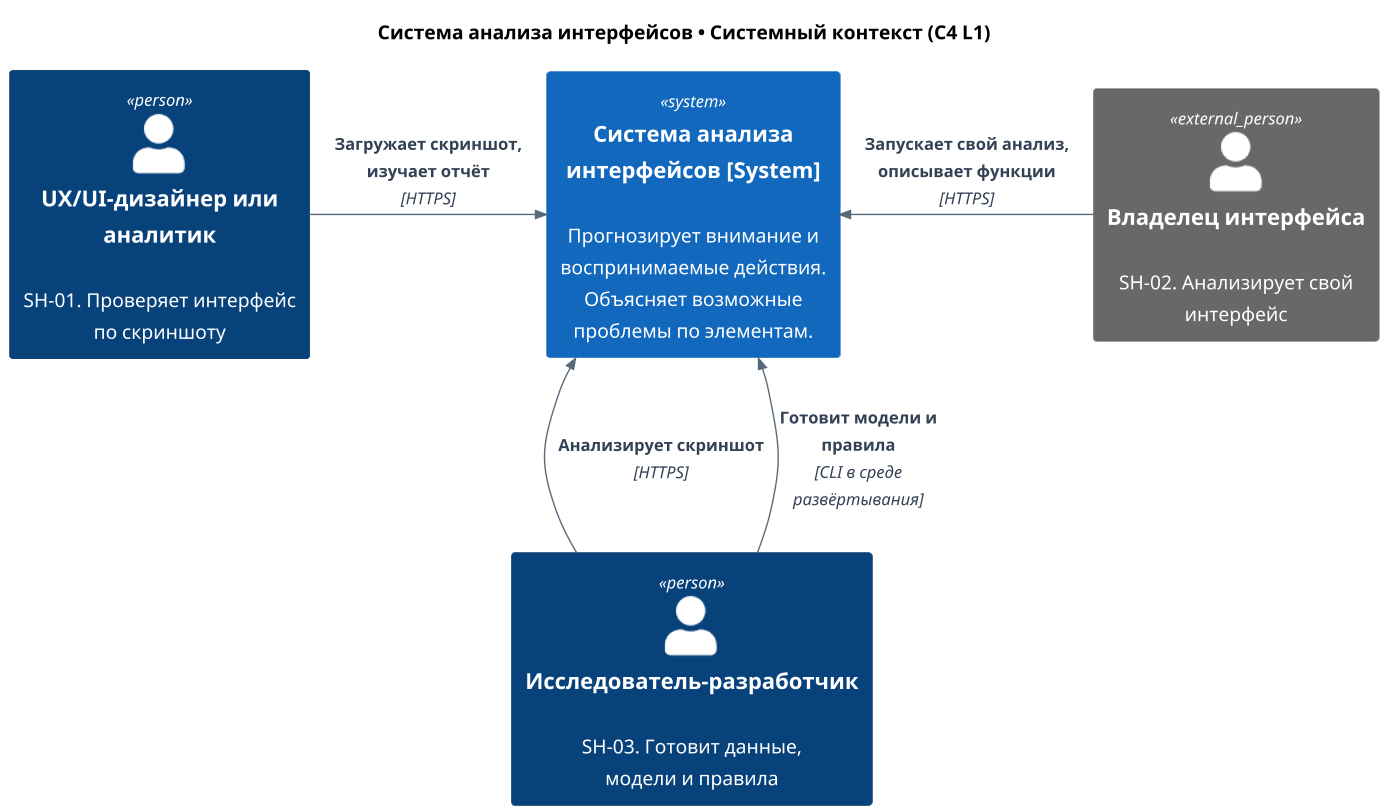 Система анализа интерфейсов • Системный контекст (C4 L1)
«person»
UX/UI-дизайнер или
аналитик
SH-01. Проверяет интерфейс
по скриншоту
Загружает скриншот,
изучает отчёт
[HTTPS]
«system»
Система анализа
интерфейсов [System]
Прогнозирует внимание и
воспринимаемые действия.
Объясняет возможные
проблемы по элементам.
Запускает свой анализ,
описывает функции
[HTTPS]
«external_person»
Владелец интерфейса
SH-02. Анализирует свой
интерфейс
Анализирует скриншот
[HTTPS]
Готовит модели и
правила
[CLI в среде
развёртывания]
«person»
Исследователь-разработчик
SH-03. Готовит данные,
модели и правила